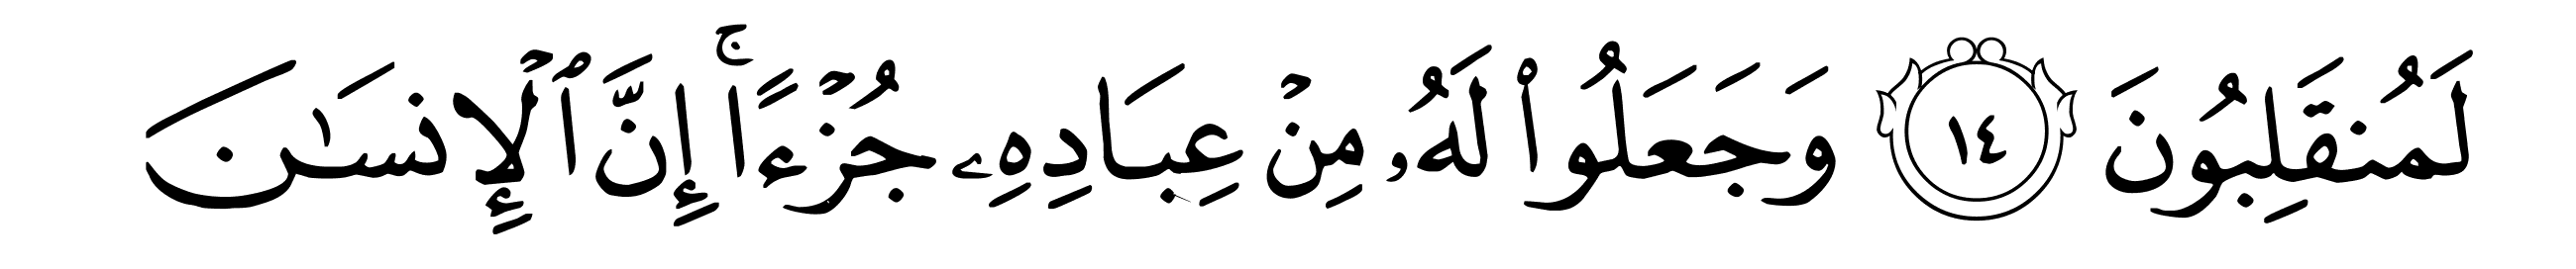 لَمُنقَلِبُونَ ١٤ وَجَعَلُوا۟ لَهُۥ مِنْ عِبَادِهِۦ جُزْءًا ۚ إِنَّ ٱلْإِنسَـٰنَ